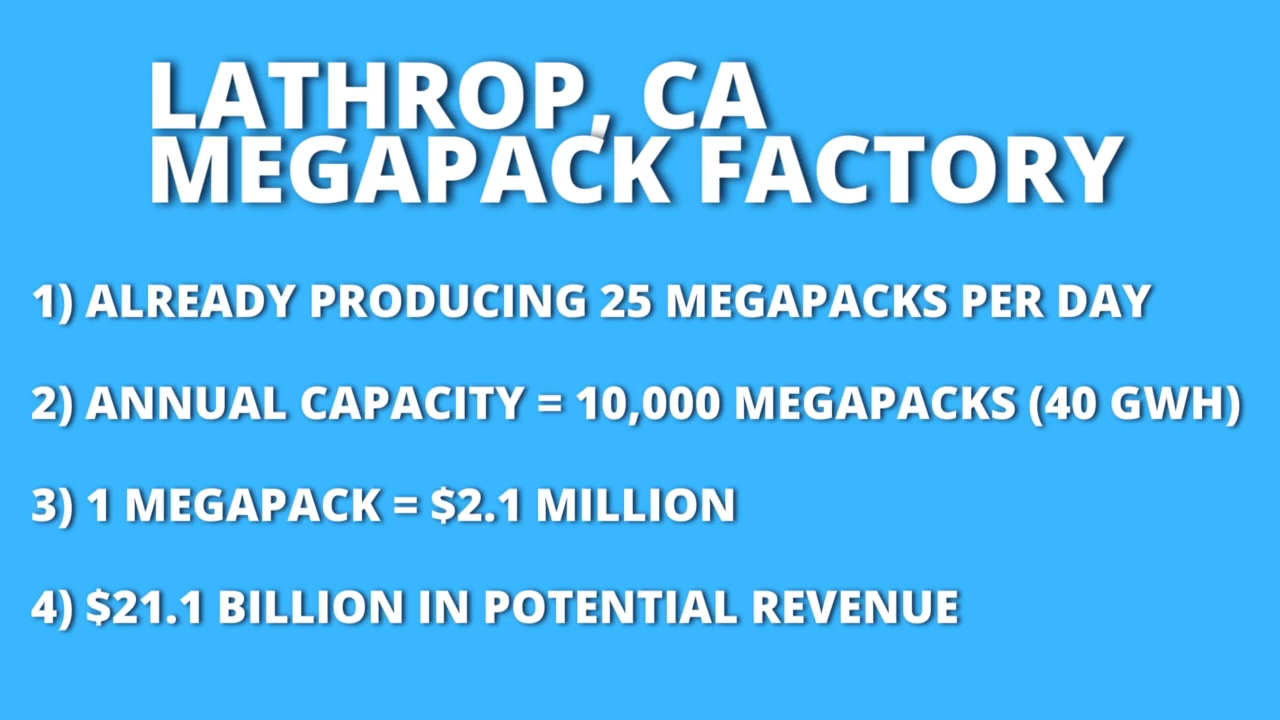 LATHROP, CA
MEGAPACK FACTORY
1) ALREADY PRODUCING 25 MEGAPACKS PER DAY
2) ANNUAL CAPACITY = 10,000 MEGAPACKS (40 GWH)
3) 1 MEGAPACK = $2.1 MILLION
4) $21.1 BILLION IN POTENTIAL REVENUE